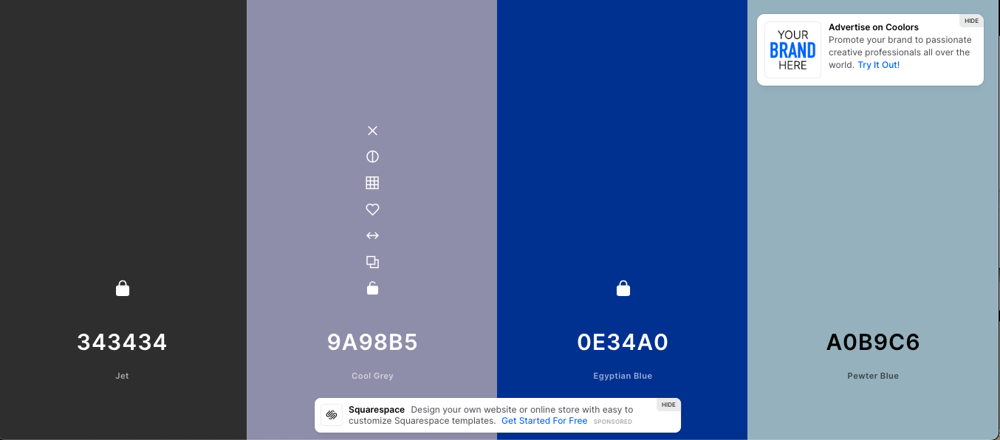 HIDE
YOUR
BRAND
HERE
Advertise on Coolors
Promote your brand to passionate
creative professionals all over the
world. Try It Out!
343434
Jet
9A98B5
Cool Grey
0E34A0
Egyptian Blue
A0B9C6
Pewter Blue
HIDE
Squarespace Design your own website or online store with easy to
customize Squarespace templates. Get Started For Free SPONSORED